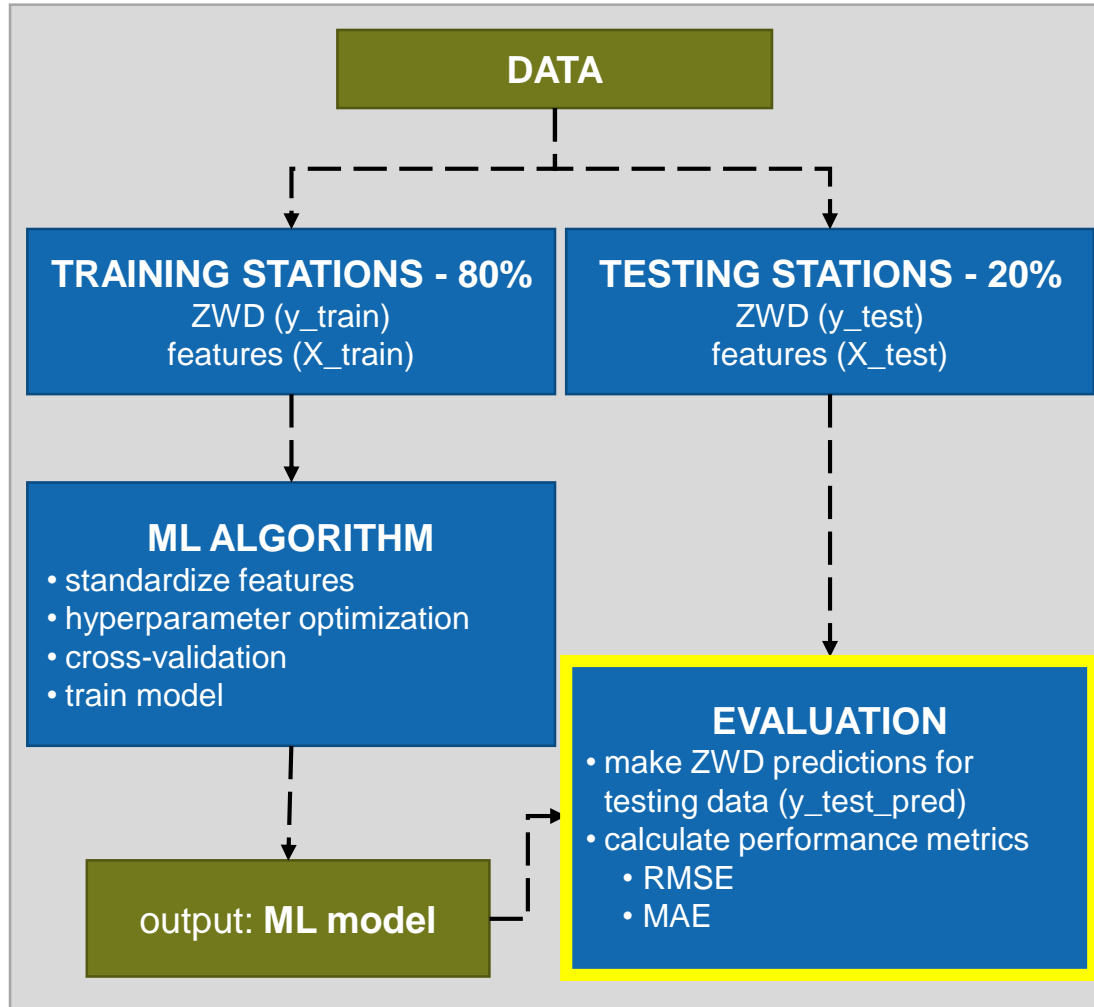 DATA
TRAINING STATIONS - 80%
ZWD (y_train)
features (X_train)
TESTING STATIONS - 20%
ZWD (y_test)
features (X_test)
ML ALGORITHM
• standardize features
• hyperparameter optimization
• cross-validation
• train model
output: ML model
EVALUATION
• make ZWD predictions for
testing data (y_test_pred)
• calculate performance metrics
• RMSE
• MAE